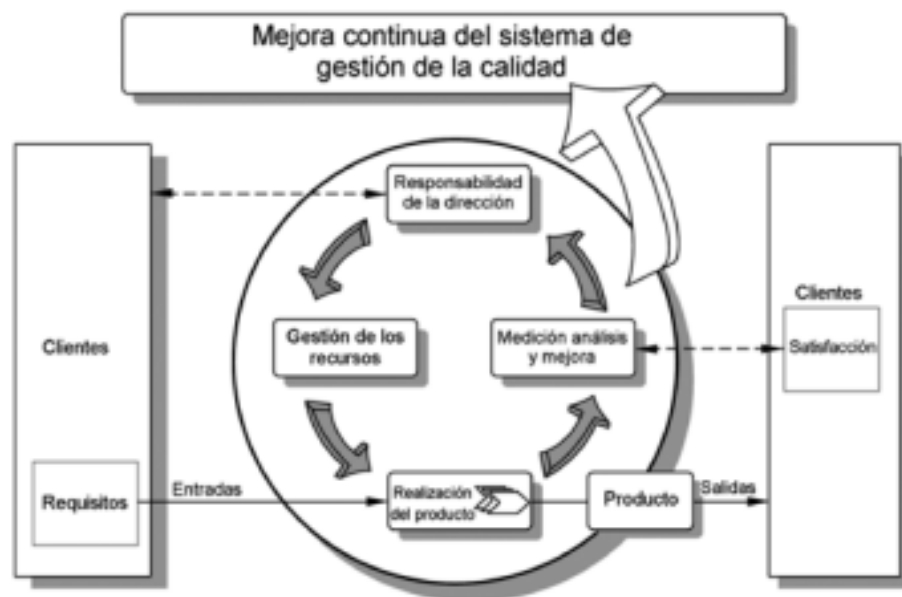 Mejora continua del sistema de
gestión de la calidad
Responsabilidad
de la dirección
Clientes
Gestión de los
recursos
Medición análisis
y mejora
Clientes
Satisfacción
Requisitos
Entradas
Realización
del producto
Producto
Salidas